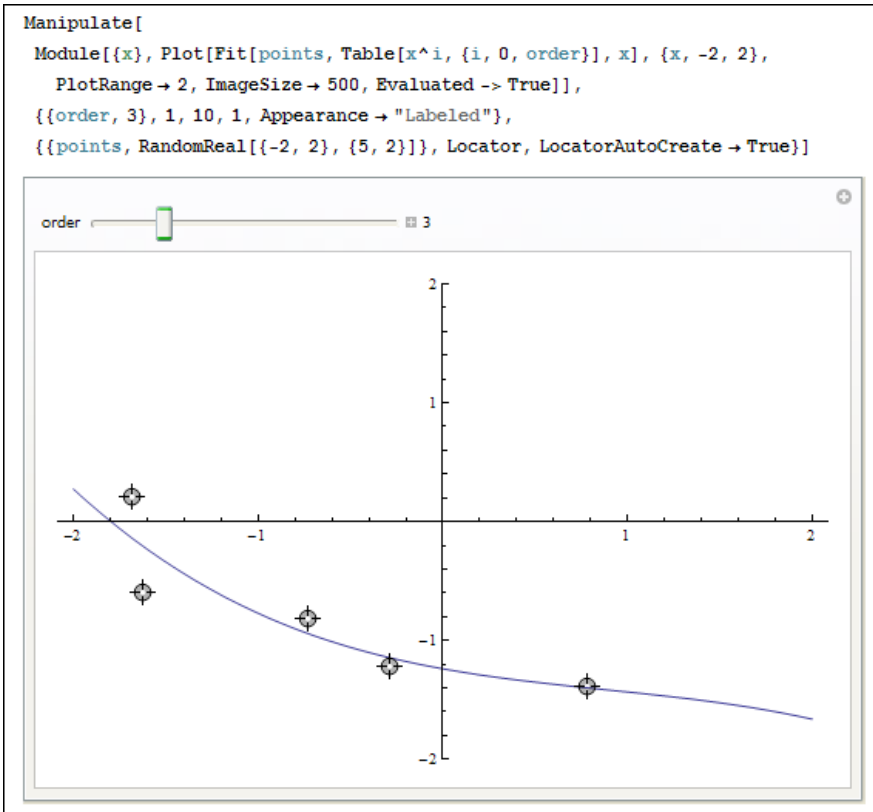 Manipulate[
Module[{x}, Plot[Fit[points, Table[x^i, {i, 0, order}], x], {x, -2, 2},
PlotRange → 2, ImageSize → 500, Evaluated -> True]],
{{order, 3}, 1, 10, 1, Appearance → "Labeled"},
{{points, RandomReal[{-2, 2}, {5, 2}]}, Locator, LocatorAutoCreate → True}]
order 3
2
1
-2 -1 1 2
-1
-2